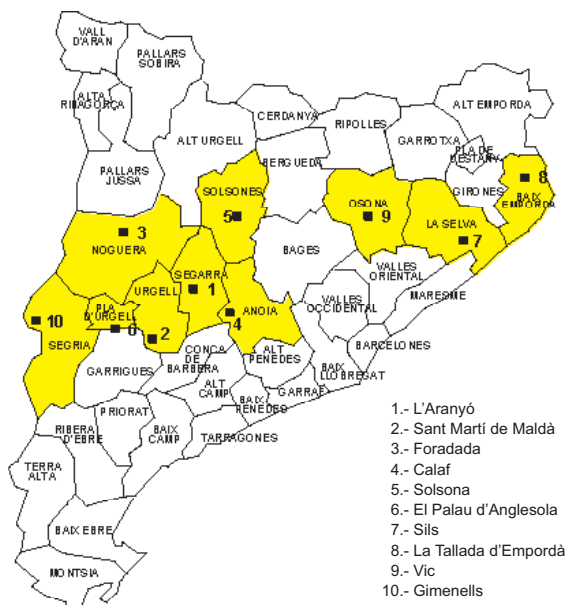 VALL
D'ARAN
PALLARS
SOBIRA
ALTA
RIBAGORÇA
CERDANYA
ALT EMPORDA
RIPOLLES
ALT URGELL
GARROTXA
PLA DE
L'ESTANY
BERGUEDA
PALLARS
JUSSA
SOLSONES
GIRONES
8
BAIX
EMPORDA
OSONA
5
9
LA SELVA
3
7
NOGUERA
BAGES
SEGARRA
VALLES
ORIENTAL
URGELL
1
MARESME
VALLES
OCCIDENTAL
PLA
D'URGELL
ANOIA
10
4
6
2
BARCELONES
SEGRIA
CONCA
DE
BARBERA
ALT
PENEDES
GARRIGUES
BAIX
LLOBREGAT
ALT
CAMP
GARRAF
BAIX
PENEDES
PRIORAT
RIBERA
D'EBRE
BAIX
CAMP
TARRAGONES
TERRA
ALTA
BAIX EBRE
MONTSIA
1.- L'Aranyó
2.- Sant Martí de Maldà
3.- Foradada
4.- Calaf
5.- Solsona
6.- El Palau d'Anglesola
7.- Sils
8.- La Tallada d'Empordà
9.- Vic
10.- Gimenells